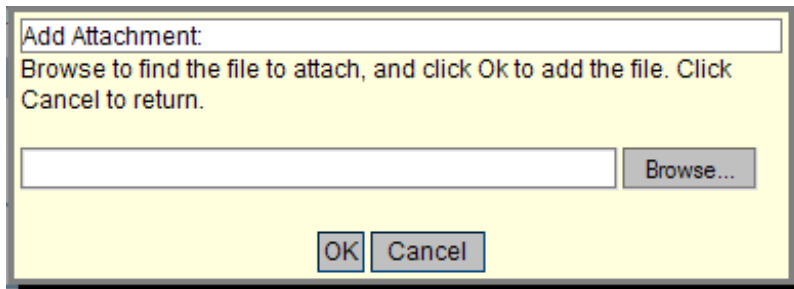 Add Attachment:
Browse to find the file to attach, and click Ok to add the file. Click
Cancel to return.
Browse...
OK Cancel